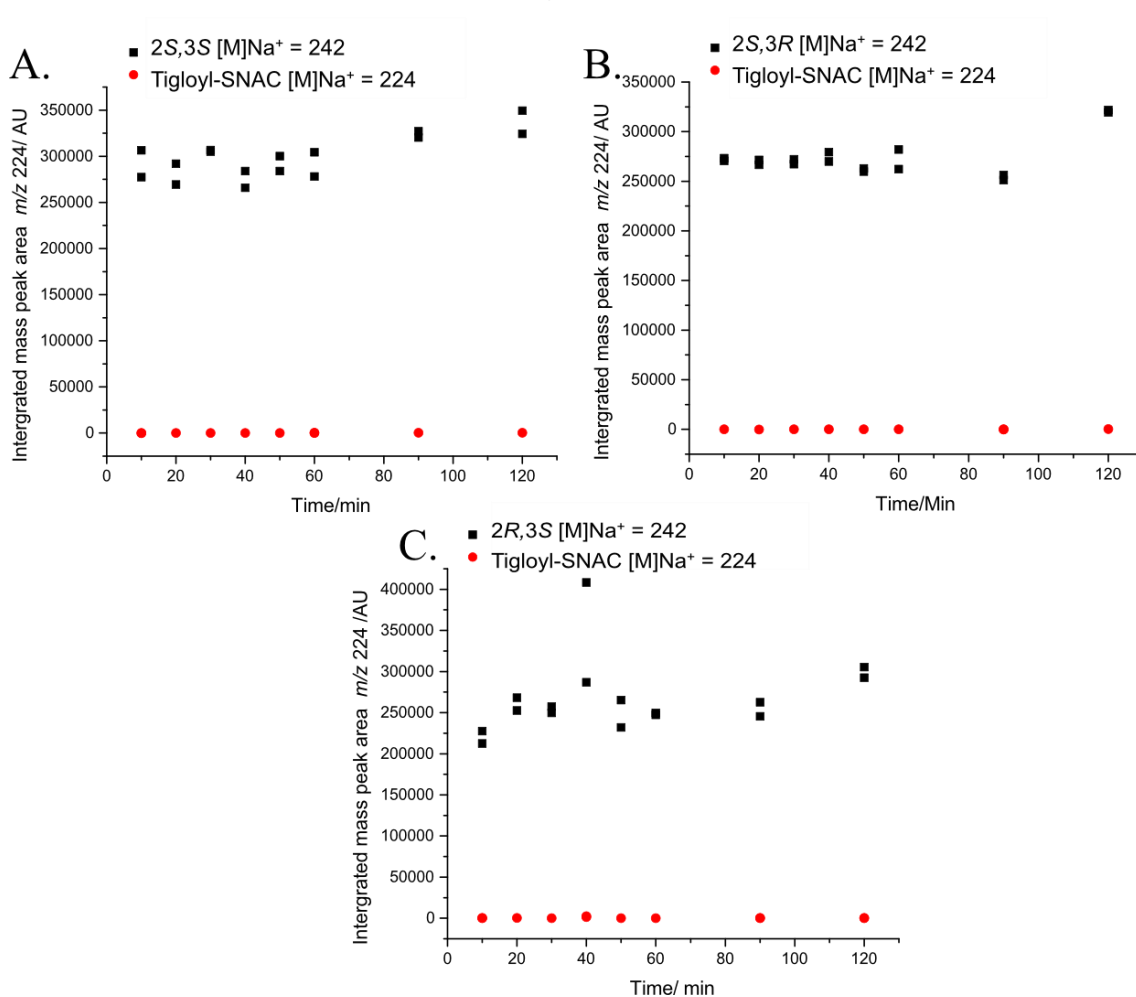 A.
2S,3S [M]Na⁺ = 242
Tigloyl-SNAC [M]Na⁺ = 224
Intergrated mass peak area m/z 224/ AU
350000
300000
250000
200000
150000
100000
50000
0
0 20 40 60 80 100 120
Time/min
B.
2S,3R [M]Na⁺ = 242
Tigloyl-SNAC [M]Na⁺ = 224
Intergrated mass peak area m/z 224/ AU
350000
300000
250000
200000
150000
100000
50000
0
0 20 40 60 80 100 120
Time/Min
C.
2R,3S [M]Na⁺ = 242
Tigloyl-SNAC [M]Na⁺ = 224
Intergrated mass peak area m/z 224 /AU
400000
350000
300000
250000
200000
150000
100000
50000
0
0 20 40 60 80 100 120
Time/ min